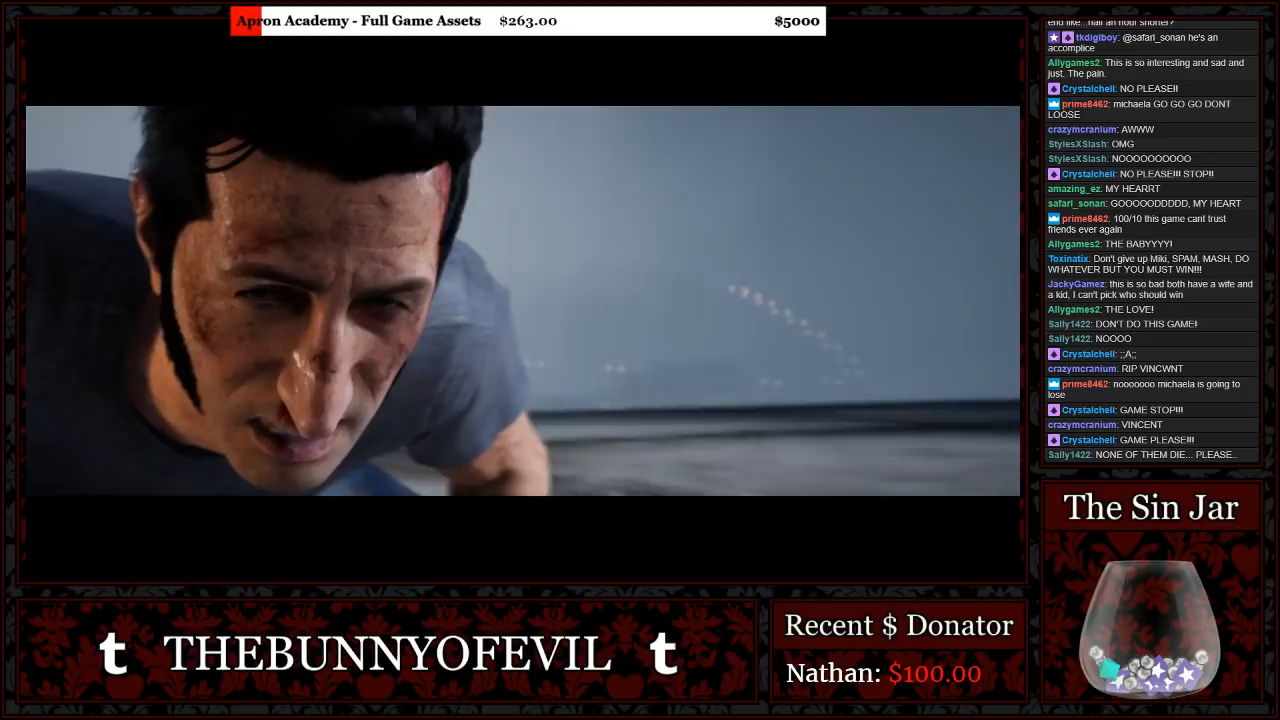 Apron Academy - Full Game Assets $263.00 $5000
end like...half an hour shorter?
tkdigiboy: @safari_sonan he's an
accomplice
Allygames2: This is so interesting and sad and
just. The pain.
Crystalchell: NO PLEASE!!
prime8462: michaela GO GO GO DONT
LOOSE
crazymcranium: AWWW
StylesXSlash: OMG
StylesXSlash: NOOOOOOOOOO
Crystalchell: NO PLEASE!!! STOP!!
amazing_ez: MY HEARRT
safari_sonan: GOOOOODDDDD, MY HEART
prime8462: 100/10 this game cant trust
friends ever again
Allygames2: THE BABYYYY!
Toxinatix: Don't give up Miki, SPAM, MASH, DO
WHATEVER BUT YOU MUST WIN!!!
JackyGamez: this is so bad both have a wife and
a kid, I can't pick who should win
Allygames2: THE LOVE!
Sally1422: DON'T DO THIS GAME!
Sally1422: NOOOO
Crystalchell: ;;A;;
crazymcranium: RIP VINCWNT
prime8462: nooooooo michaela is going to
lose
Crystalchell: GAME STOP!!!
crazymcranium: VINCENT
Crystalchell: GAME PLEASE!!!
Sally1422: NONE OF THEM DIE... PLEASE..
The Sin Jar
t THEBUNNYOFEVIL t
Recent $ Donator
Nathan: $100.00